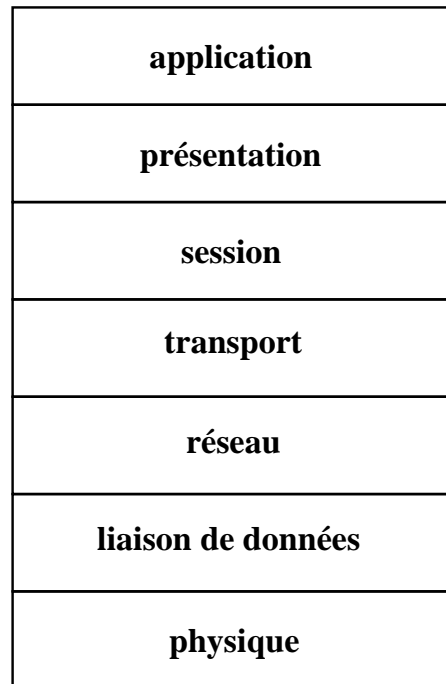 application
présentation
session
transport
réseau
liaison de données
physique